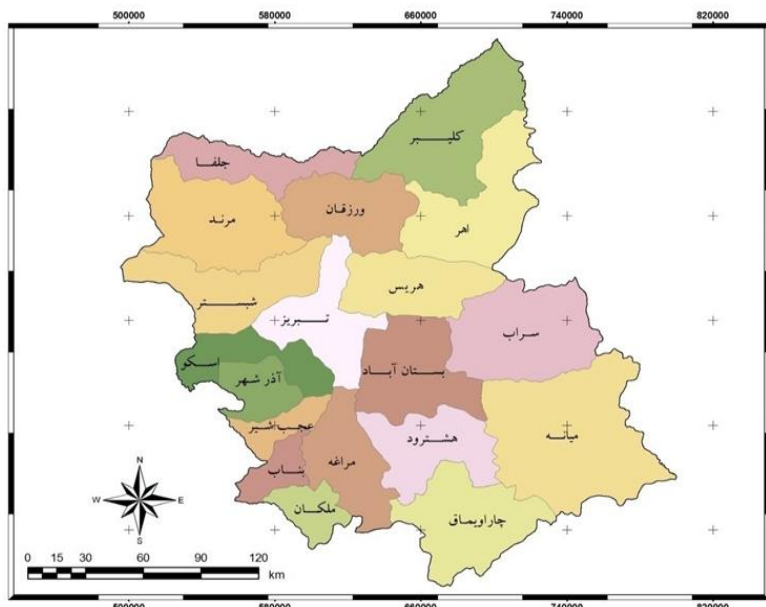 500000 580000 660000 740000 820000
کلیبر
جلفا
ورزقان
مرند
اهر
هریس
شبستر
تبریز
سراب
اسکو
بستان آباد
آذر شهر
عجب اشیر
هشترود
میانه
مراغه
بناب
ملکان
چاراویماق
N
W E
S
0 15 30 60 90 120
km
500000 580000 660000 740000 820000